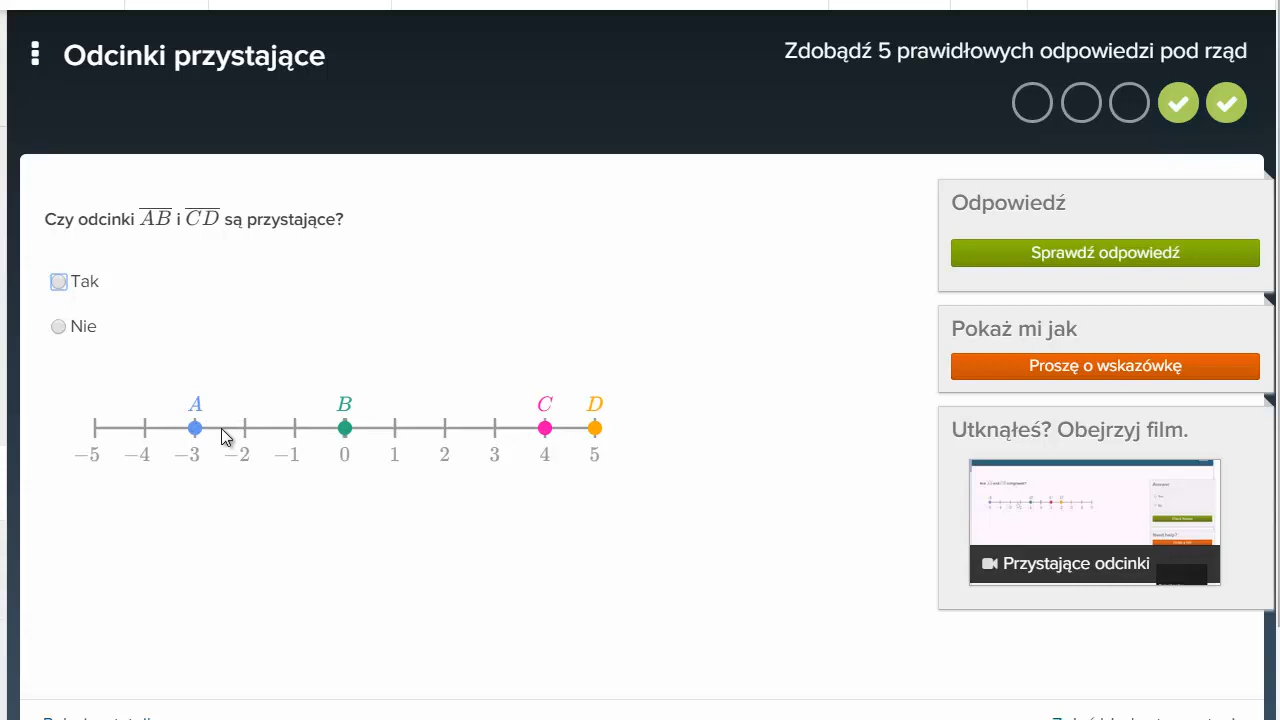 Odcinki przystające
Zdobądź 5 prawidłowych odpowiedzi pod rząd
Czy odcinki AB i CD są przystające?
Tak
Nie
A B C D
−5 −4 −3 −2 −1 0 1 2 3 4 5
Odpowiedź
Sprawdź odpowiedź
Pokaż mi jak
Proszę o wskazówkę
Utknąłeś? Obejrzyj film.
Przystające odcinki